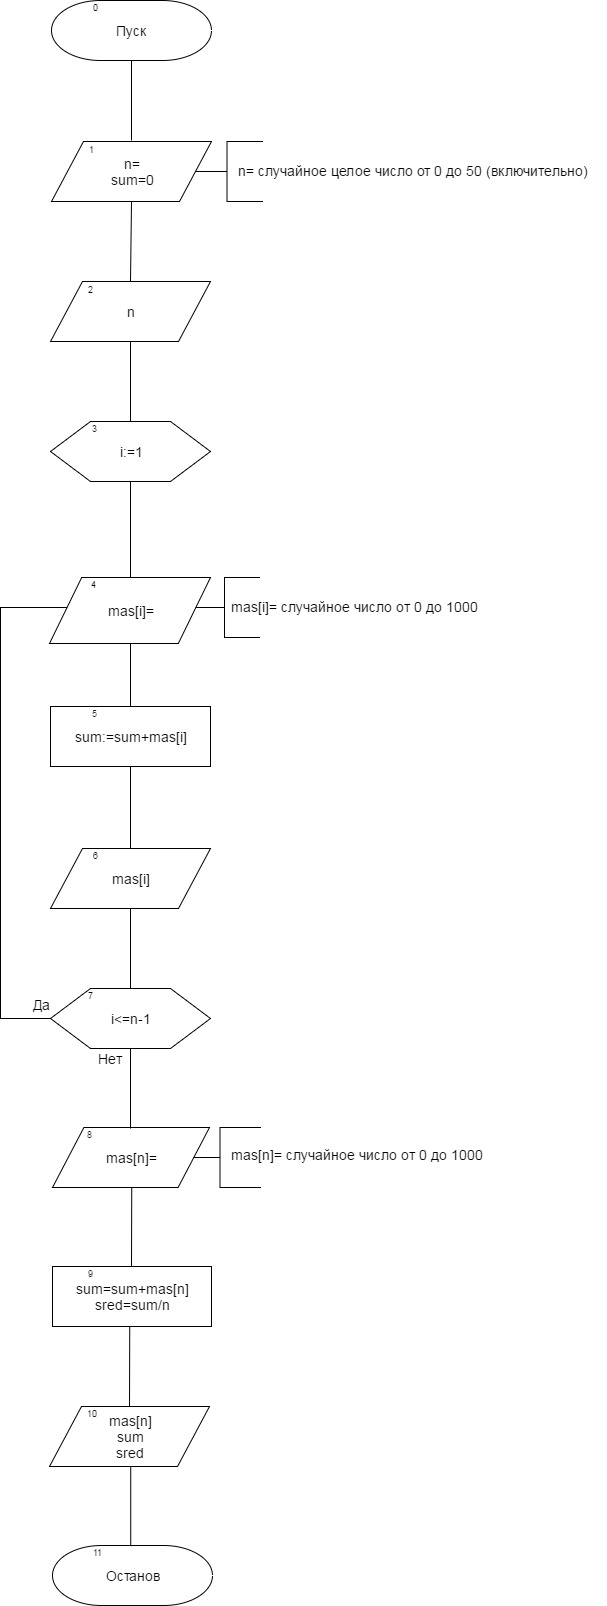 0
Пуск
1
n=
sum=0
n= случайное целое число от 0 до 50 (включительно)
2
n
3
i:=1
4
mas[i]=
mas[i]= случайное число от 0 до 1000
5
sum:=sum+mas[i]
6
mas[i]
7
Да
i<=n-1
Нет
8
mas[n]=
mas[n]= случайное число от 0 до 1000
9
sum=sum+mas[n]
sred=sum/n
10
mas[n]
sum
sred
11
Останов